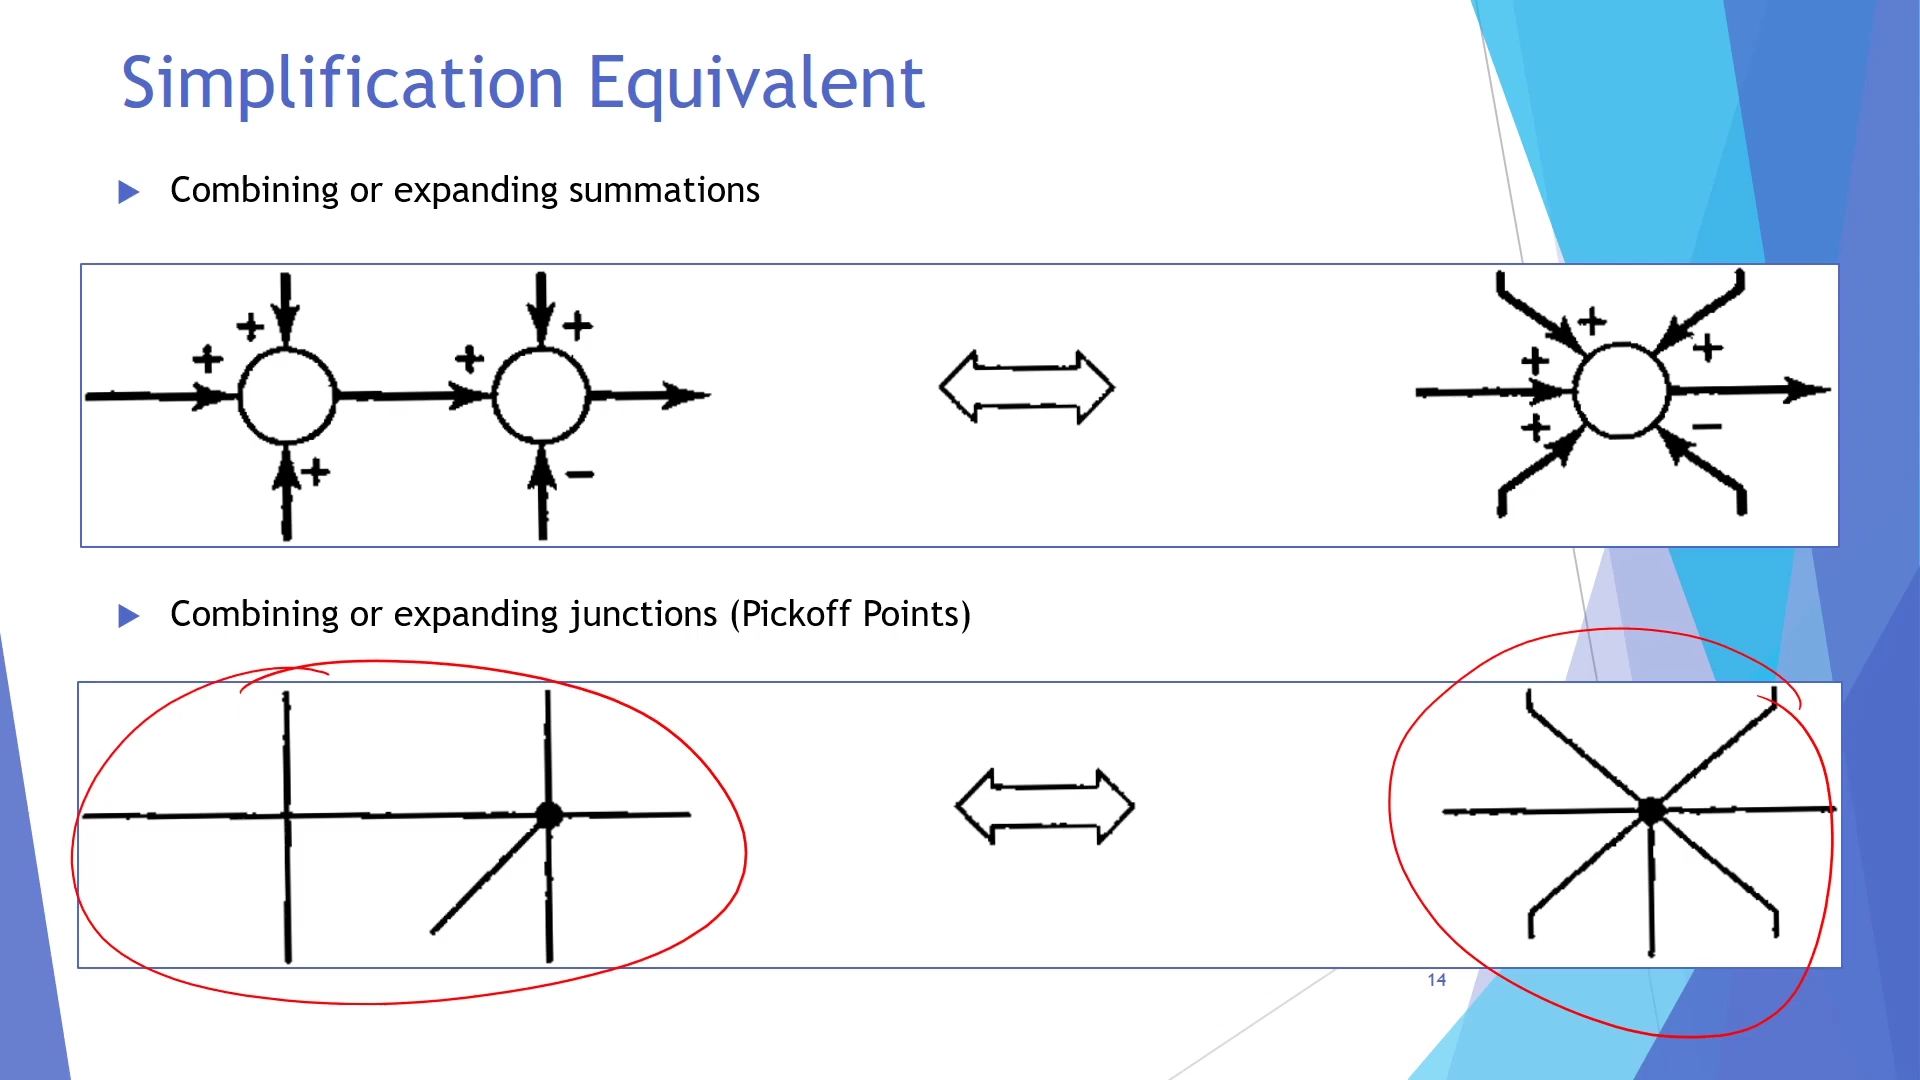 Simplification Equivalent
Combining or expanding summations
+ + + + + -
+ + + + -
Combining or expanding junctions (Pickoff Points)
14